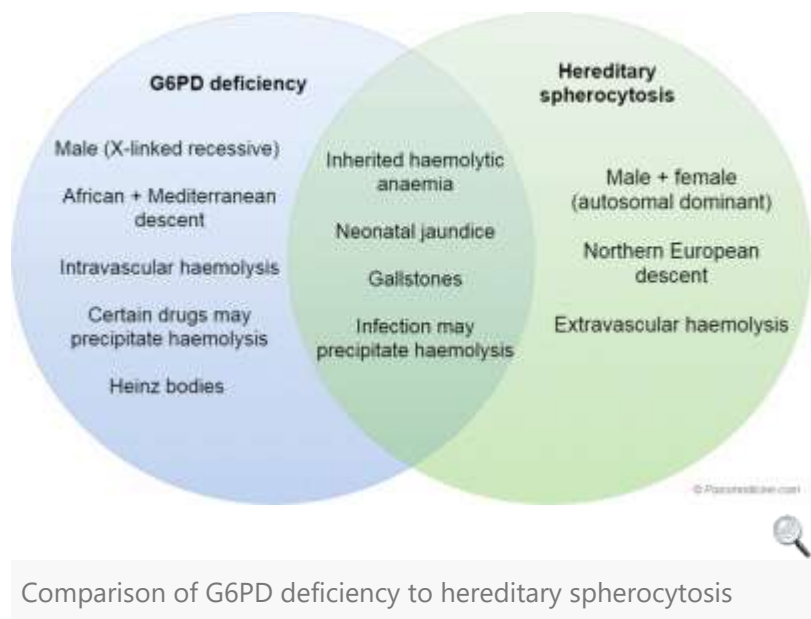 G6PD deficiency
Male (X-linked recessive)
African + Mediterranean
descent
Intravascular haemolysis
Certain drugs may
precipitate haemolysis
Heinz bodies
Inherited haemolytic
anaemia
Neonatal jaundice
Gallstones
Infection may
precipitate haemolysis
Hereditary
spherocytosis
Male + female
(autosomal dominant)
Northern European
descent
Extravascular haemolysis
© Passmedicine.com
Comparison of G6PD deficiency to hereditary spherocytosis